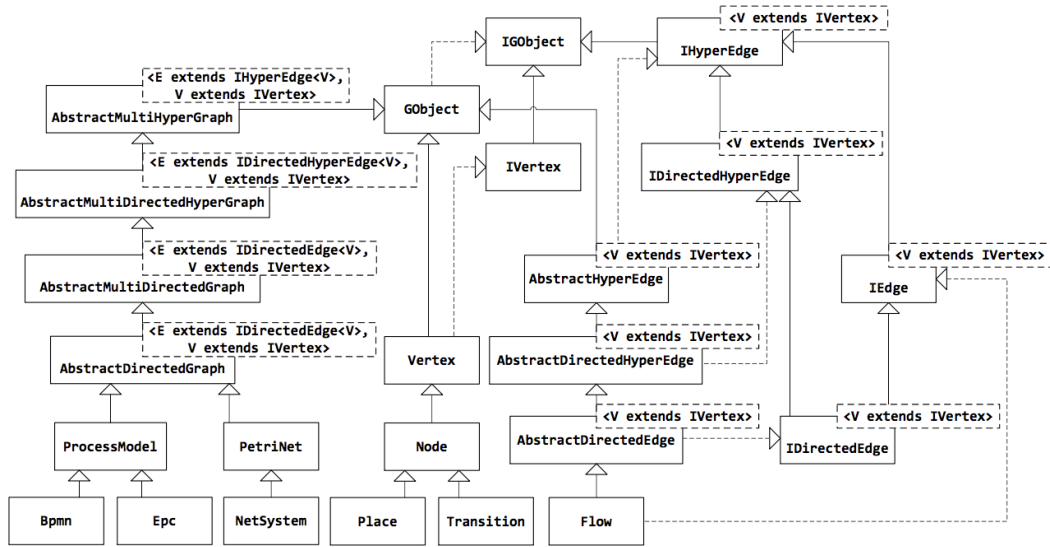 <V extends IVertex>
IGObject
IHyperEdge
<E extends IHyperEdge<V>,
V extends IVertex>
AbstractMultiHyperGraph
GObject
<V extends IVertex>
IVertex
IDirectedHyperEdge
<E extends IDirectedHyperEdge<V>,
V extends IVertex>
AbstractMultiDirectedHyperGraph
<E extends IDirectedEdge<V>,
V extends IVertex>
AbstractMultiDirectedGraph
<V extends IVertex>
AbstractHyperEdge
<V extends IVertex>
IEdge
<E extends IDirectedEdge<V>,
V extends IVertex>
AbstractDirectedGraph
Vertex
<V extends IVertex>
AbstractDirectedHyperEdge
<V extends IVertex>
AbstractDirectedEdge
<V extends IVertex>
IDirectedEdge
ProcessModel
PetriNet
Node
Bpmn
Epc
NetSystem
Place
Transition
Flow